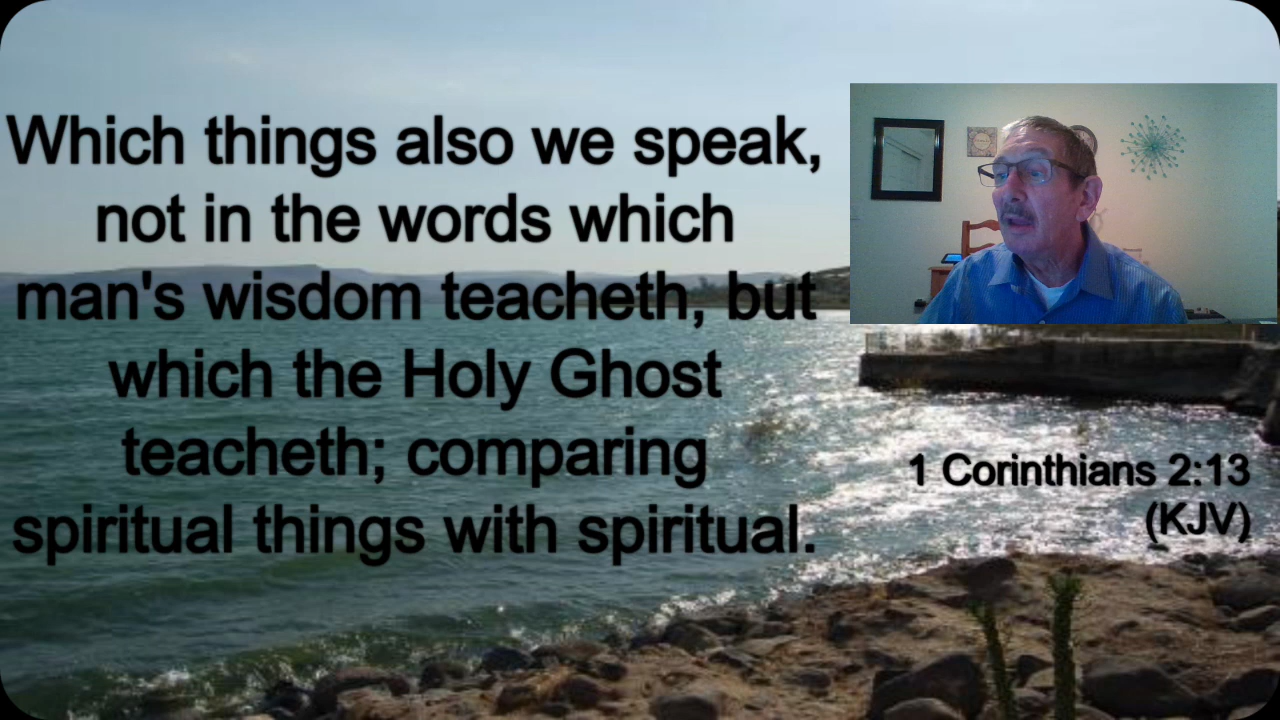 Which things also we speak,
not in the words which
man's wisdom teacheth, but
which the Holy Ghost
teacheth; comparing
spiritual things with spiritual.
1 Corinthians 2:13
(KJV)